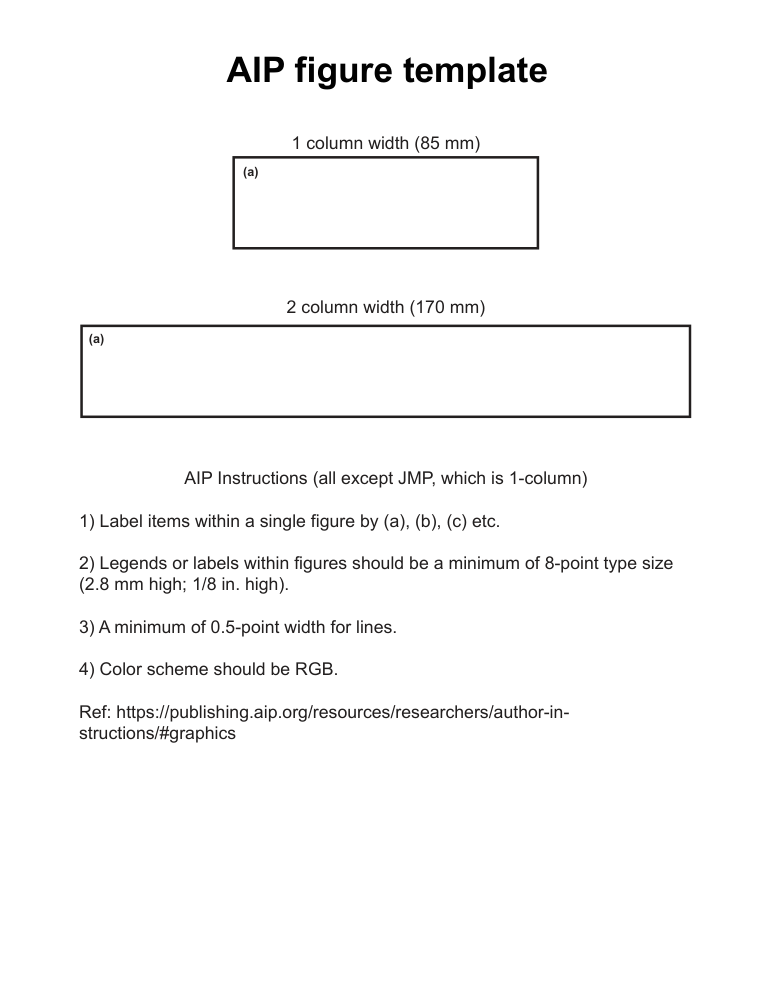 AIP figure template
1 column width (85 mm)
(a)
2 column width (170 mm)
(a)
AIP Instructions (all except JMP, which is 1-column)
1) Label items within a single figure by (a), (b), (c) etc.
2) Legends or labels within figures should be a minimum of 8-point type size
(2.8 mm high; 1/8 in. high).
3) A minimum of 0.5-point width for lines.
4) Color scheme should be RGB.
Ref: https://publishing.aip.org/resources/researchers/author-in-
structions/#graphics